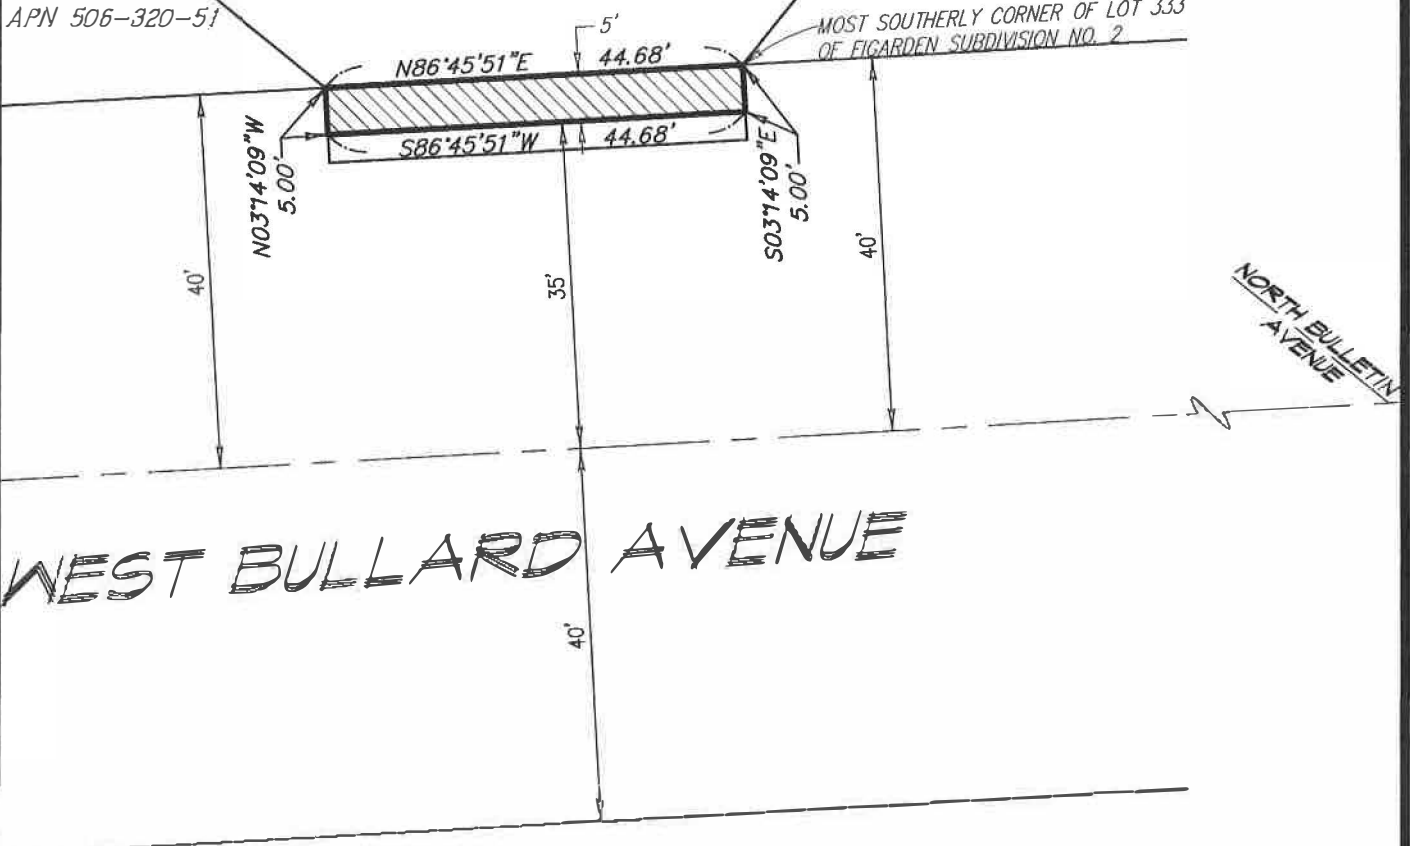 APN 506-320-51
5'
MOST SOUTHERLY CORNER OF LOT 333
OF FIGARDEN SUBDIVISION NO. 2
N86°45'51"E 44.68'
S86°45'51"W 44.68'
N03°14'09"W
5.00'
S03°14'09"E
5.00'
40'
35'
40'
NORTH BULLETIN
AVENUE
WEST BULLARD AVENUE
40'